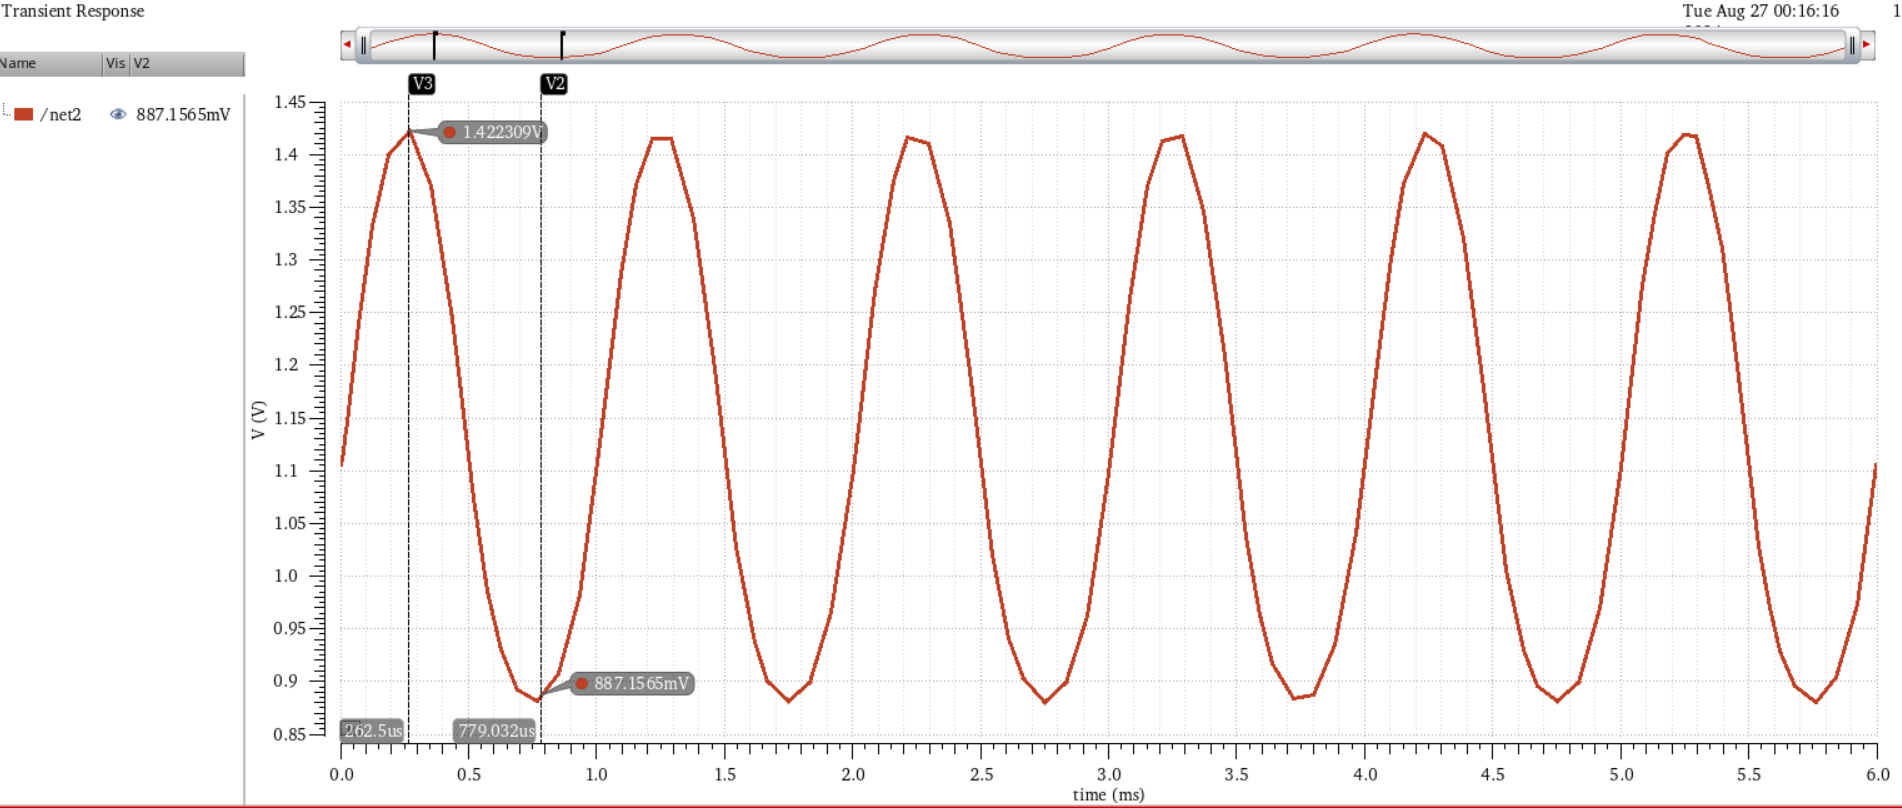 Transient Response
Tue Aug 27 00:16:16
1
Name Vis V2
/net2 887.1565mV
V3 V2
1.422309V
887.1565mV
262.5us 779.032us
1.45
1.4
1.35
1.3
1.25
1.2
1.15
1.1
1.05
1.0
0.95
0.9
0.85
V (V)
0.0 0.5 1.0 1.5 2.0 2.5 3.0 3.5 4.0 4.5 5.0 5.5 6.0
time (ms)